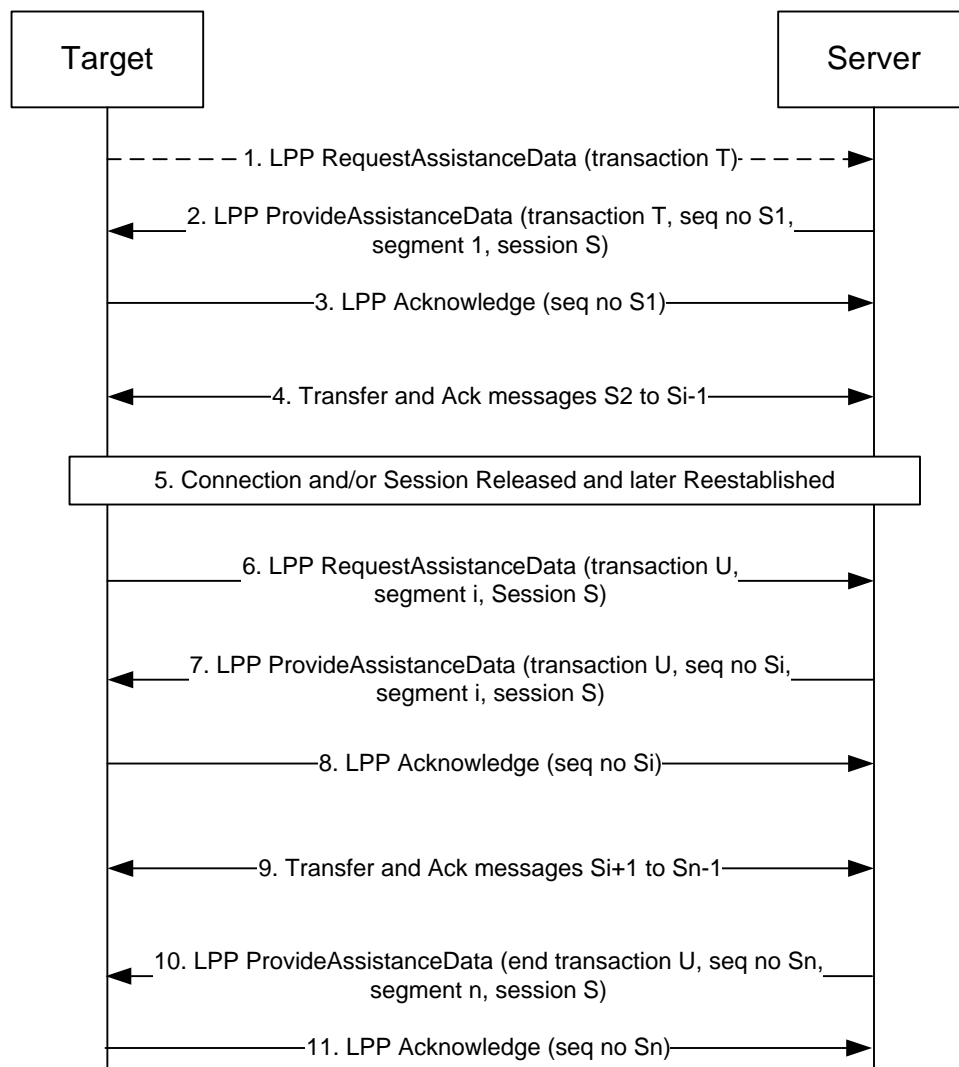 Target
Server
1. LPP RequestAssistanceData (transaction T)
2. LPP ProvideAssistanceData (transaction T, seq no S1,
segment 1, session S)
3. LPP Acknowledge (seq no S1)
4. Transfer and Ack messages S2 to Si-1
5. Connection and/or Session Released and later Reestablished
6. LPP RequestAssistanceData (transaction U,
segment i, Session S)
7. LPP ProvideAssistanceData (transaction U, seq no Si,
segment i, session S)
8. LPP Acknowledge (seq no Si)
9. Transfer and Ack messages Si+1 to Sn-1
10. LPP ProvideAssistanceData (end transaction U, seq no Sn,
segment n, session S)
11. LPP Acknowledge (seq no Sn)